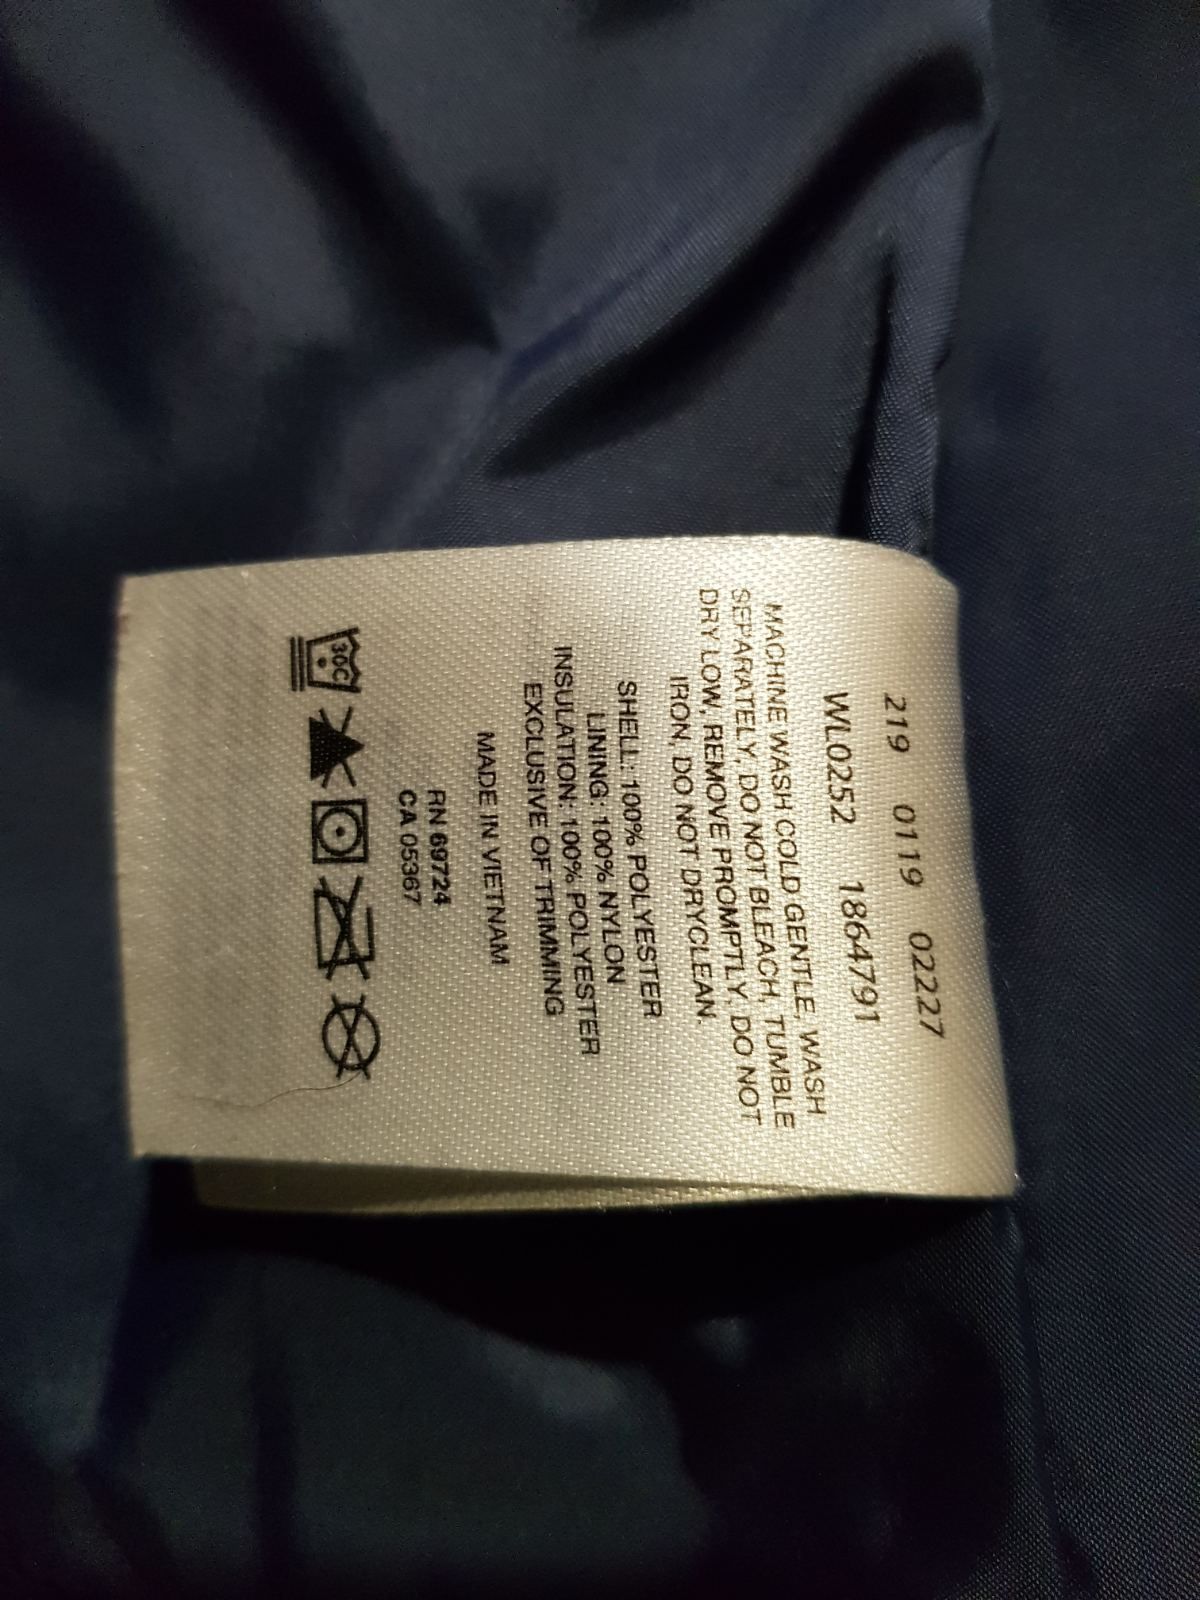 219 0119 02227
WL0252 1864791
MACHINE WASH COLD GENTLE, WASH
SEPARATELY, DO NOT BLEACH, TUMBLE
DRY LOW, REMOVE PROMPTLY, DO NOT
IRON, DO NOT DRYCLEAN.
SHELL: 100% POLYESTER
LINING: 100% NYLON
INSULATION: 100% POLYESTER
EXCLUSIVE OF TRIMMING
MADE IN VIETNAM
RN 69724
CA 05367
30C